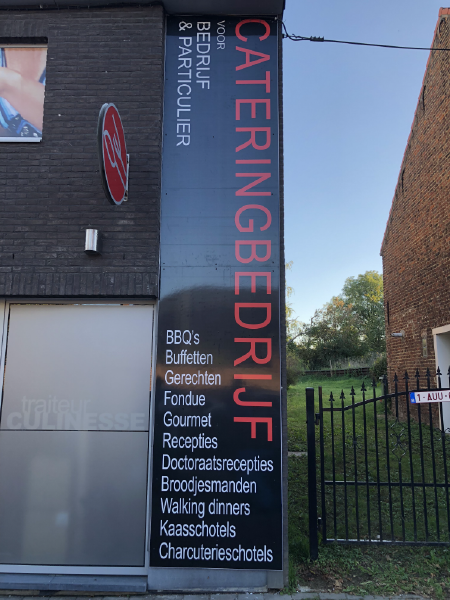 CATERINGBEDRIJF
VOOR
BEDRIJF
& PARTICULIER
BBQ's
Buffetten
Gerechten
Fondue
Gourmet
Recepties
Doctoraatsrecepties
Broodjesmanden
Walking dinners
Kaasschotels
Charcuterieschotels
traiteur
CULINESSE